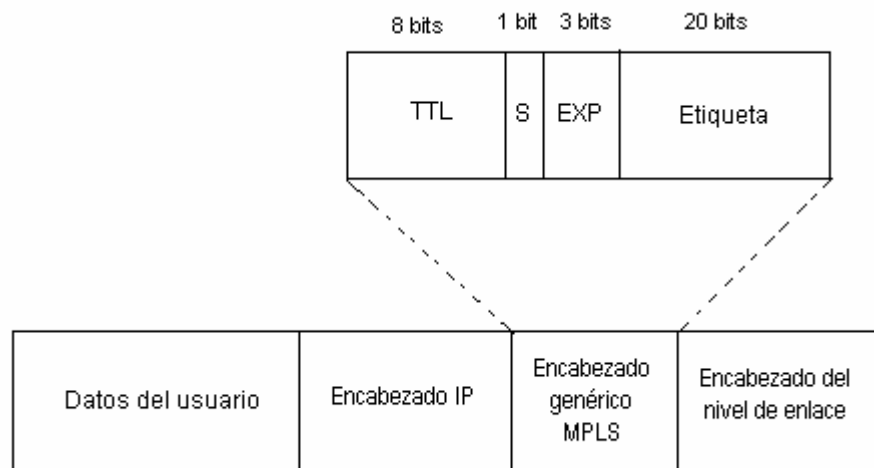 8 bits 1 bit 3 bits 20 bits
TTL S EXP Etiqueta
Datos del usuario
Encabezado IP
Encabezado
genérico
MPLS
Encabezado del
nivel de enlace